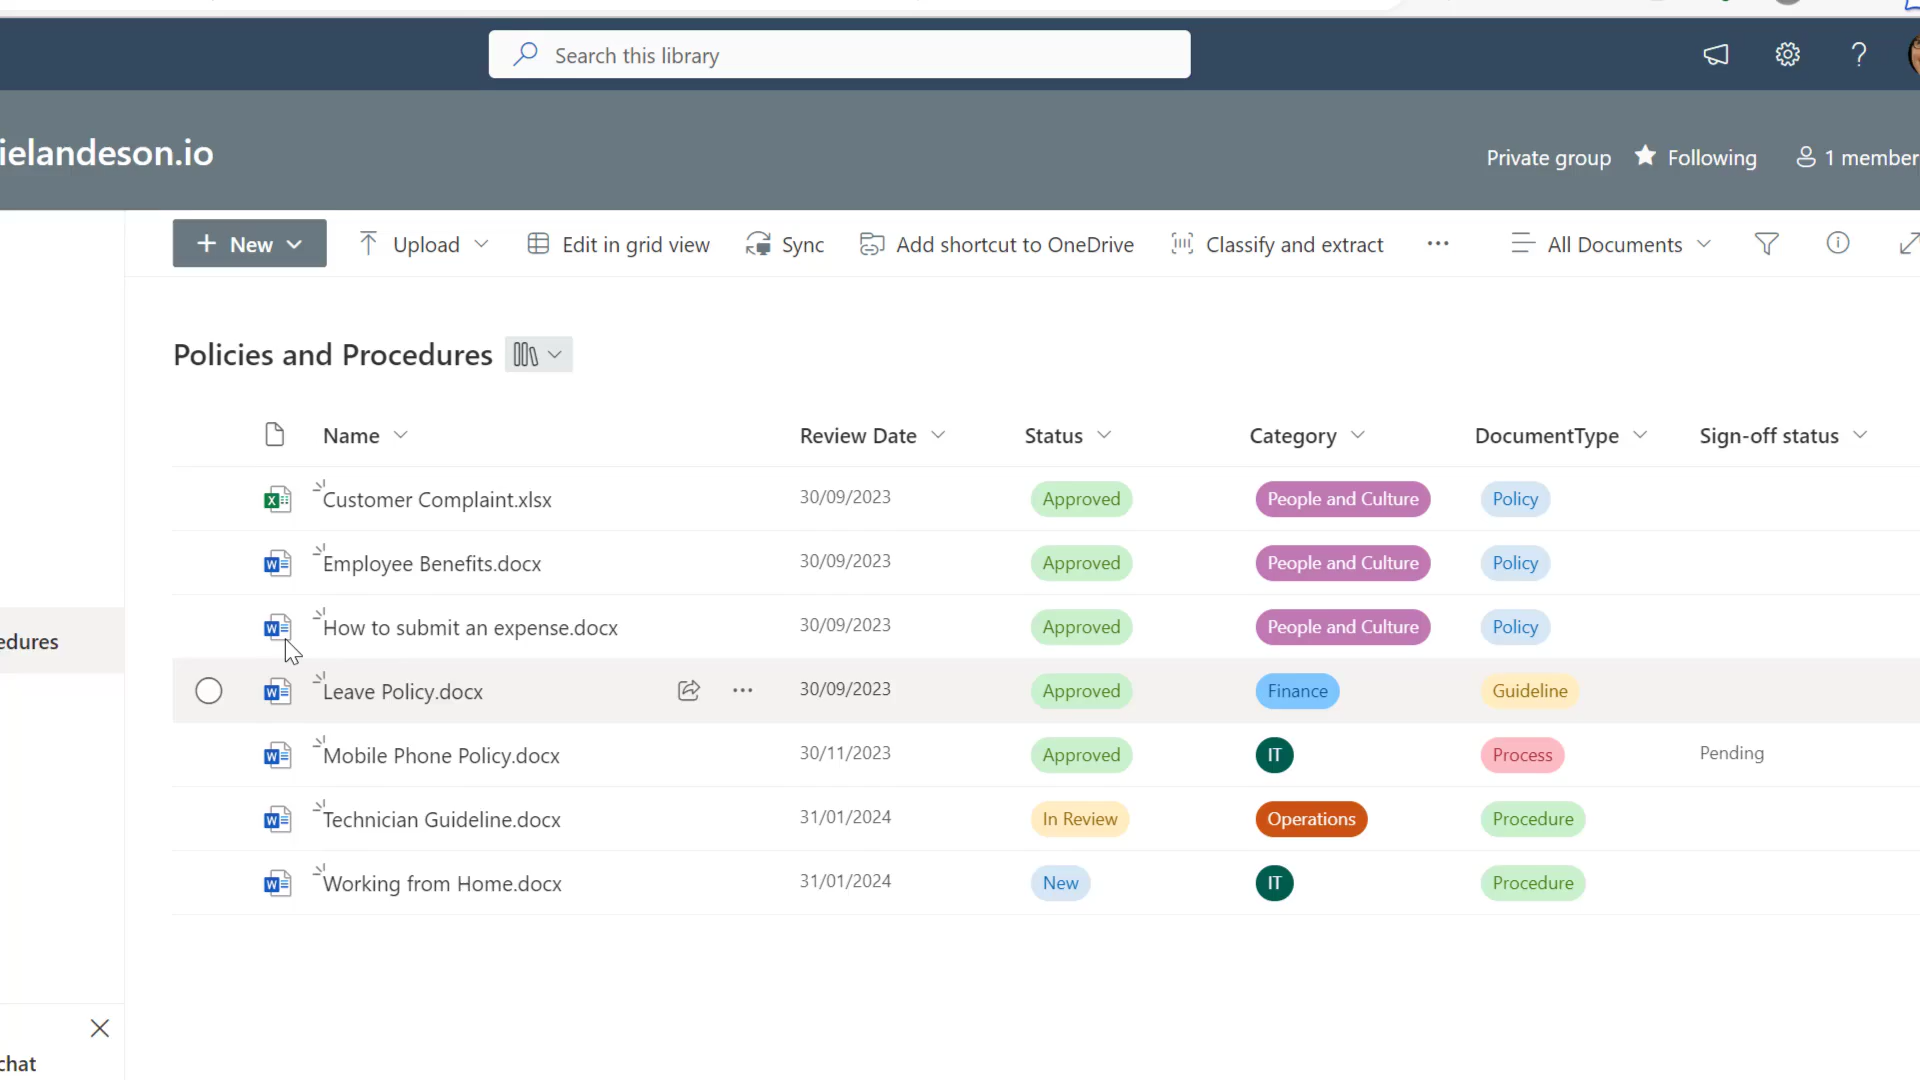 Search this library
ielandeson.io
Private group Following 1 member
New Upload Edit in grid view Sync Add shortcut to OneDrive Classify and extract All Documents
Policies and Procedures
Name Review Date Status Category DocumentType Sign-off status
Customer Complaint.xlsx 30/09/2023 Approved People and Culture Policy
Employee Benefits.docx 30/09/2023 Approved People and Culture Policy
How to submit an expense.docx 30/09/2023 Approved People and Culture Policy
edures
Leave Policy.docx 30/09/2023 Approved Finance Guideline
Mobile Phone Policy.docx 30/11/2023 Approved IT Process Pending
Technician Guideline.docx 31/01/2024 In Review Operations Procedure
Working from Home.docx 31/01/2024 New IT Procedure
chat